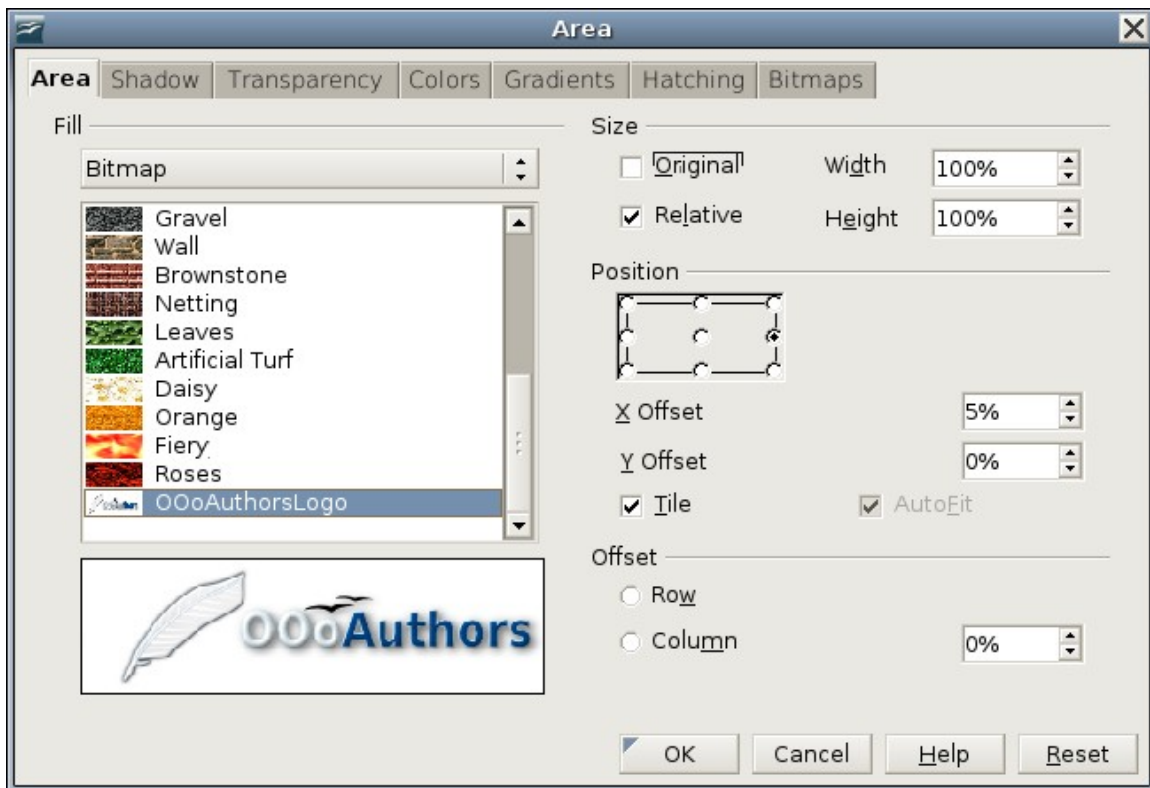 Area
Area Shadow Transparency Colors Gradients Hatching Bitmaps
Fill
Bitmap
Gravel
Wall
Brownstone
Netting
Leaves
Artificial Turf
Daisy
Orange
Fiery
Roses
OOoAuthorsLogo
OOoAuthors
Size
Original Width 100%
Relative Height 100%
Position
X Offset 5%
Y Offset 0%
Tile AutoFit
Offset
Row
Column 0%
OK Cancel Help Reset